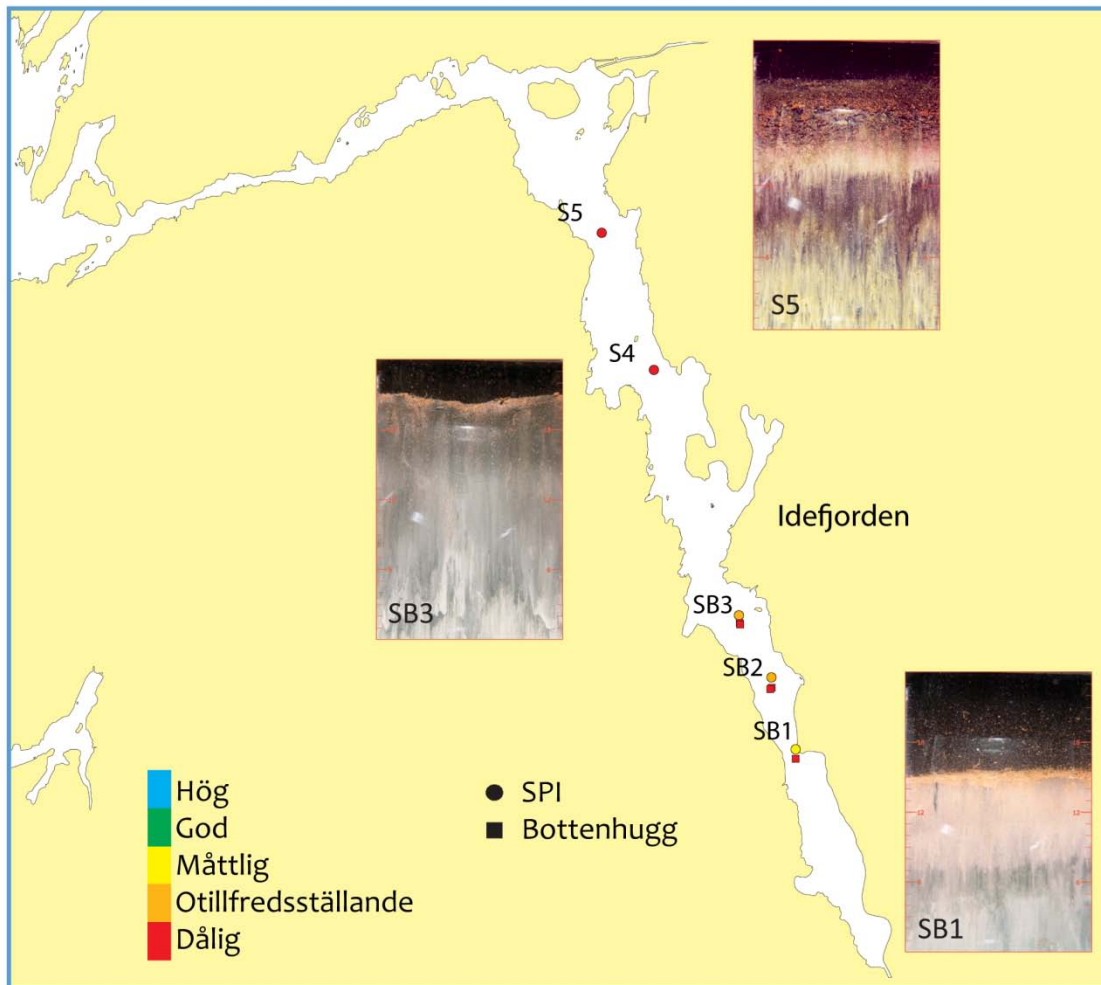 S5
S5
S4
SB3
Idefjorden
SB3
SB2
SB1
SB1
Hög
God
Måttlig
Otillfredsställande
Dålig
SPI
Bottenhugg